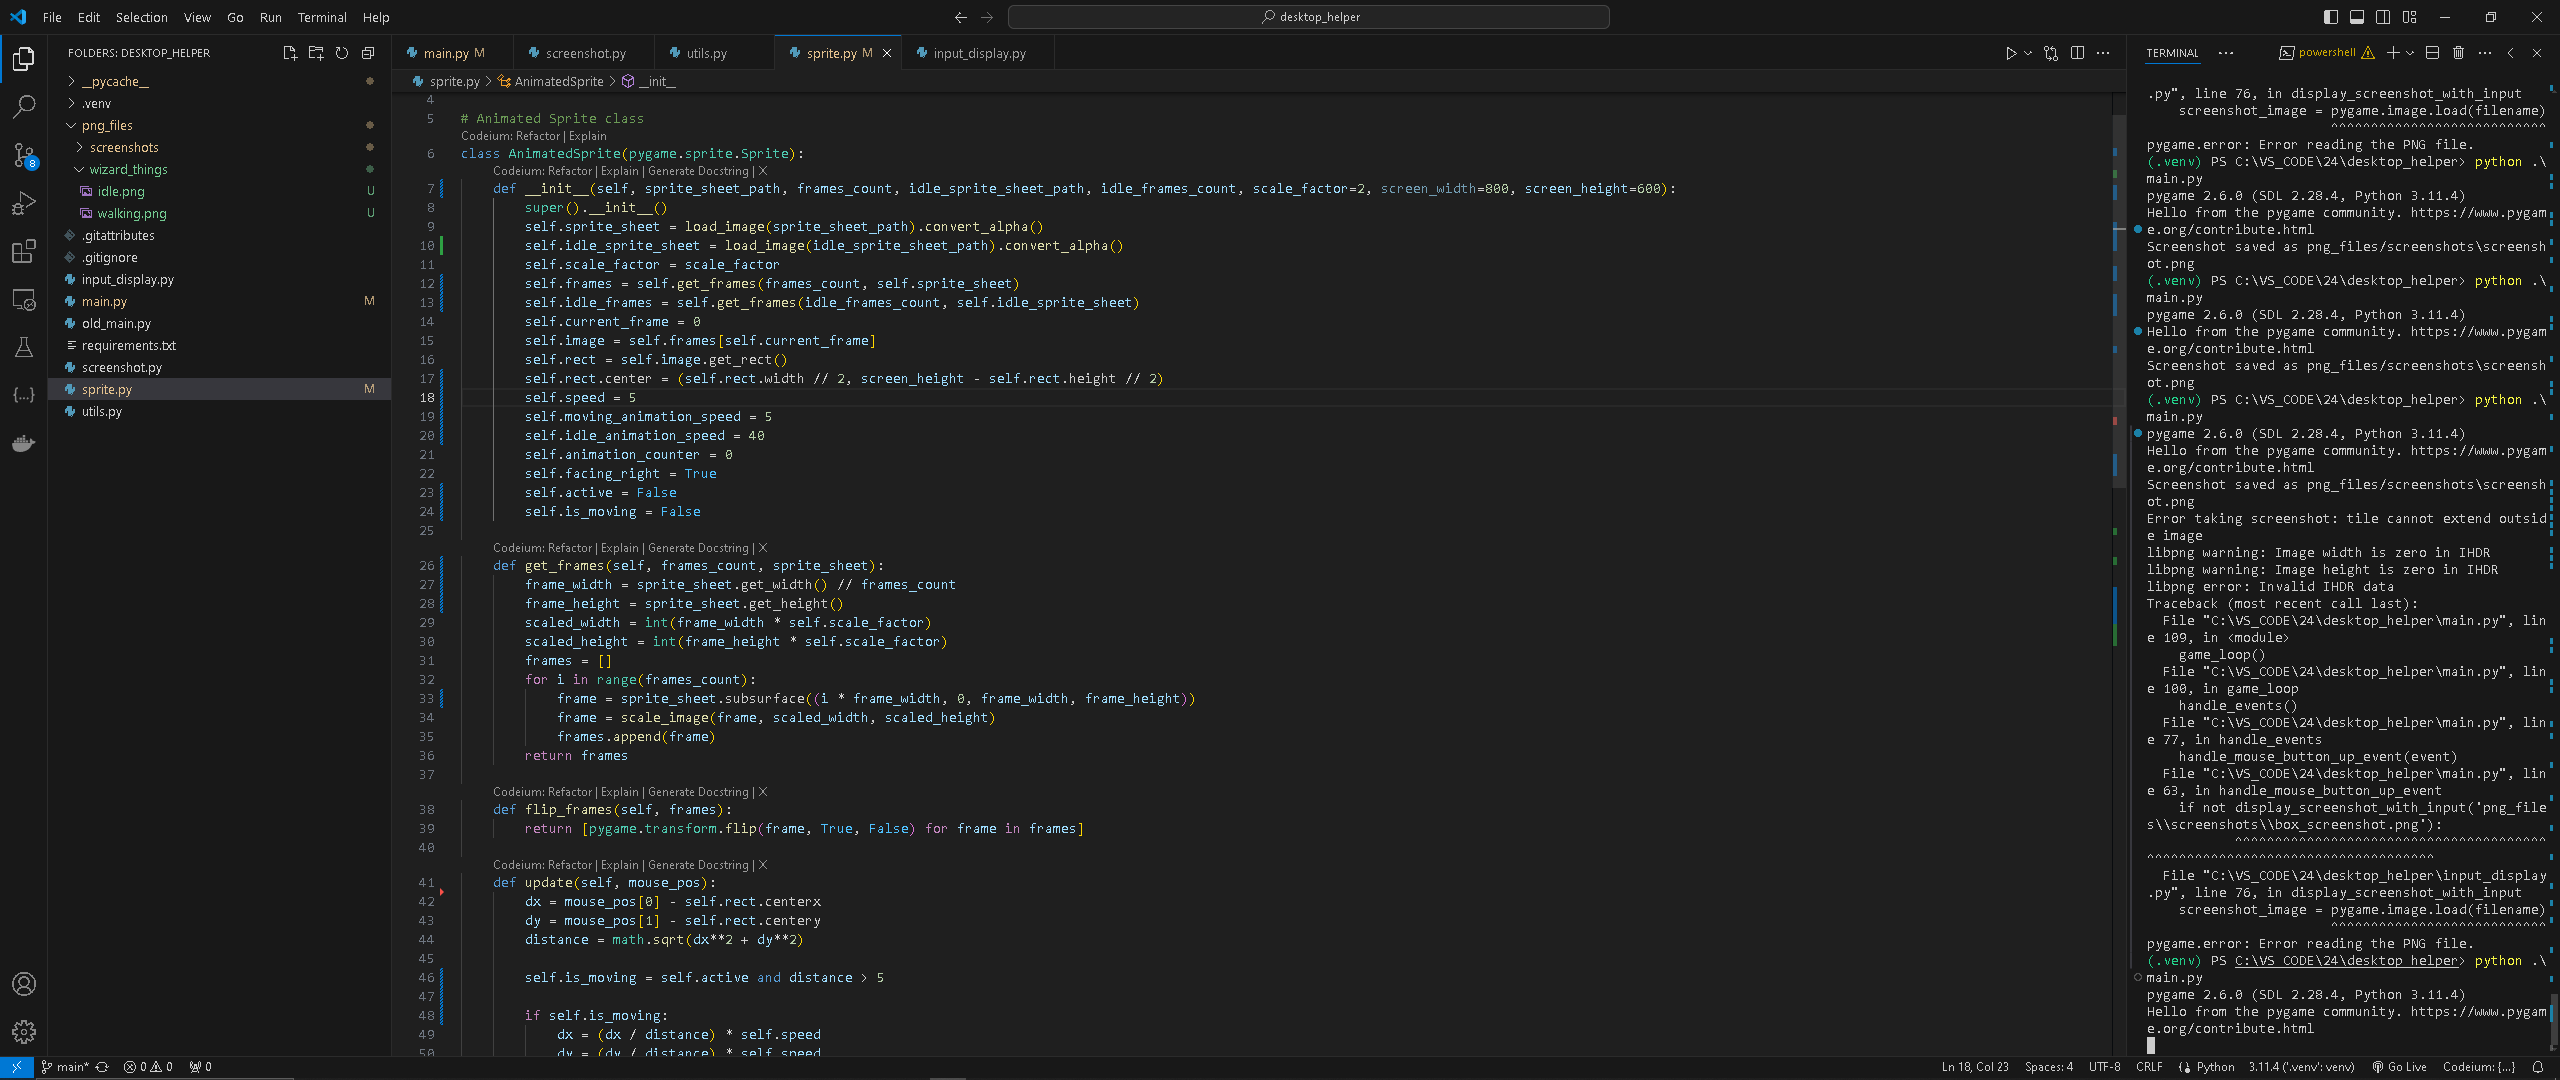 File Edit Selection View Go Run Terminal Help
desktop_helper
FOLDERS: DESKTOP_HELPER
__pycache__
.venv
png_files
screenshots
wizard_things
idle.png U
walking.png U
.gitattributes
.gitignore
input_display.py
main.py M
old_main.py
requirements.txt
screenshot.py
sprite.py M
utils.py
8
main.py M
screenshot.py
utils.py
sprite.py M
input_display.py
sprite.py > AnimatedSprite > __init__
4
5 # Animated Sprite class
Codeium: Refactor | Explain
6 class AnimatedSprite(pygame.sprite.Sprite):
Codeium: Refactor | Explain | Generate Docstring | X
7 def __init__(self, sprite_sheet_path, frames_count, idle_sprite_sheet_path, idle_frames_count, scale_factor=2, screen_width=800, screen_height=600):
8 super().__init__()
9 self.sprite_sheet = load_image(sprite_sheet_path).convert_alpha()
10 self.idle_sprite_sheet = load_image(idle_sprite_sheet_path).convert_alpha()
11 self.scale_factor = scale_factor
12 self.frames = self.get_frames(frames_count, self.sprite_sheet)
13 self.idle_frames = self.get_frames(idle_frames_count, self.idle_sprite_sheet)
14 self.current_frame = 0
15 self.image = self.frames[self.current_frame]
16 self.rect = self.image.get_rect()
17 self.rect.center = (self.rect.width // 2, screen_height - self.rect.height // 2)
18 self.speed = 5
19 self.moving_animation_speed = 5
20 self.idle_animation_speed = 40
21 self.animation_counter = 0
22 self.facing_right = True
23 self.active = False
24 self.is_moving = False
25
Codeium: Refactor | Explain | Generate Docstring | X
26 def get_frames(self, frames_count, sprite_sheet):
27 frame_width = sprite_sheet.get_width() // frames_count
28 frame_height = sprite_sheet.get_height()
29 scaled_width = int(frame_width * self.scale_factor)
30 scaled_height = int(frame_height * self.scale_factor)
31 frames = []
32 for i in range(frames_count):
33 frame = sprite_sheet.subsurface((i * frame_width, 0, frame_width, frame_height))
34 frame = scale_image(frame, scaled_width, scaled_height)
35 frames.append(frame)
36 return frames
37
Codeium: Refactor | Explain | Generate Docstring | X
38 def flip_frames(self, frames):
39 return [pygame.transform.flip(frame, True, False) for frame in frames]
40
Codeium: Refactor | Explain | Generate Docstring | X
41 def update(self, mouse_pos):
42 dx = mouse_pos[0] - self.rect.centerx
43 dy = mouse_pos[1] - self.rect.centery
44 distance = math.sqrt(dx**2 + dy**2)
45
46 self.is_moving = self.active and distance > 5
47
48 if self.is_moving:
49 dx = (dx / distance) * self.speed
50 dy = (dy / distance) * self.speed
TERMINAL
powershell
.py", line 76, in display_screenshot_with_input
screenshot_image = pygame.image.load(filename)
^^^^^^^^^^^^^^^^^^^^^^^^^^^
pygame.error: Error reading the PNG file.
(.venv) PS C:\VS_CODE\24\desktop_helper> python .\
main.py
pygame 2.6.0 (SDL 2.28.4, Python 3.11.4)
Hello from the pygame community. https://www.pygam
e.org/contribute.html
Screenshot saved as png_files/screenshots\screensh
ot.png
(.venv) PS C:\VS_CODE\24\desktop_helper> python .\
main.py
pygame 2.6.0 (SDL 2.28.4, Python 3.11.4)
Hello from the pygame community. https://www.pygam
e.org/contribute.html
Screenshot saved as png_files/screenshots\screensh
ot.png
(.venv) PS C:\VS_CODE\24\desktop_helper> python .\
main.py
pygame 2.6.0 (SDL 2.28.4, Python 3.11.4)
Hello from the pygame community. https://www.pygam
e.org/contribute.html
Screenshot saved as png_files/screenshots\screensh
ot.png
Error taking screenshot: tile cannot extend outsid
e image
libpng warning: Image width is zero in IHDR
libpng warning: Image height is zero in IHDR
libpng error: Invalid IHDR data
Traceback (most recent call last):
File "C:\VS_CODE\24\desktop_helper\main.py", lin
e 109, in <module>
game_loop()
File "C:\VS_CODE\24\desktop_helper\main.py", lin
e 100, in game_loop
handle_events()
File "C:\VS_CODE\24\desktop_helper\main.py", lin
e 77, in handle_events
handle_mouse_button_up_event(event)
File "C:\VS_CODE\24\desktop_helper\main.py", lin
e 63, in handle_mouse_button_up_event
if not display_screenshot_with_input('png_file
s\\screenshots\\box_screenshot.png'):
^^^^^^^^^^^^^^^^^^^^^^^^^^^^^^^^^^^^^^^
^^^^^^^^^^^^^^^^^^^^^^^^^^^^^^^^^^^^
File "C:\VS_CODE\24\desktop_helper\input_display
.py", line 76, in display_screenshot_with_input
screenshot_image = pygame.image.load(filename)
^^^^^^^^^^^^^^^^^^^^^^^^^^^
pygame.error: Error reading the PNG file.
(.venv) PS C:\VS_CODE\24\desktop_helper> python .\
main.py
pygame 2.6.0 (SDL 2.28.4, Python 3.11.4)
Hello from the pygame community. https://www.pygam
e.org/contribute.html
main* 0 0 0 Ln 18, Col 23 Spaces: 4 UTF-8 CRLF Python 3.11.4 ('.venv': venv) Go Live Codeium: {...}